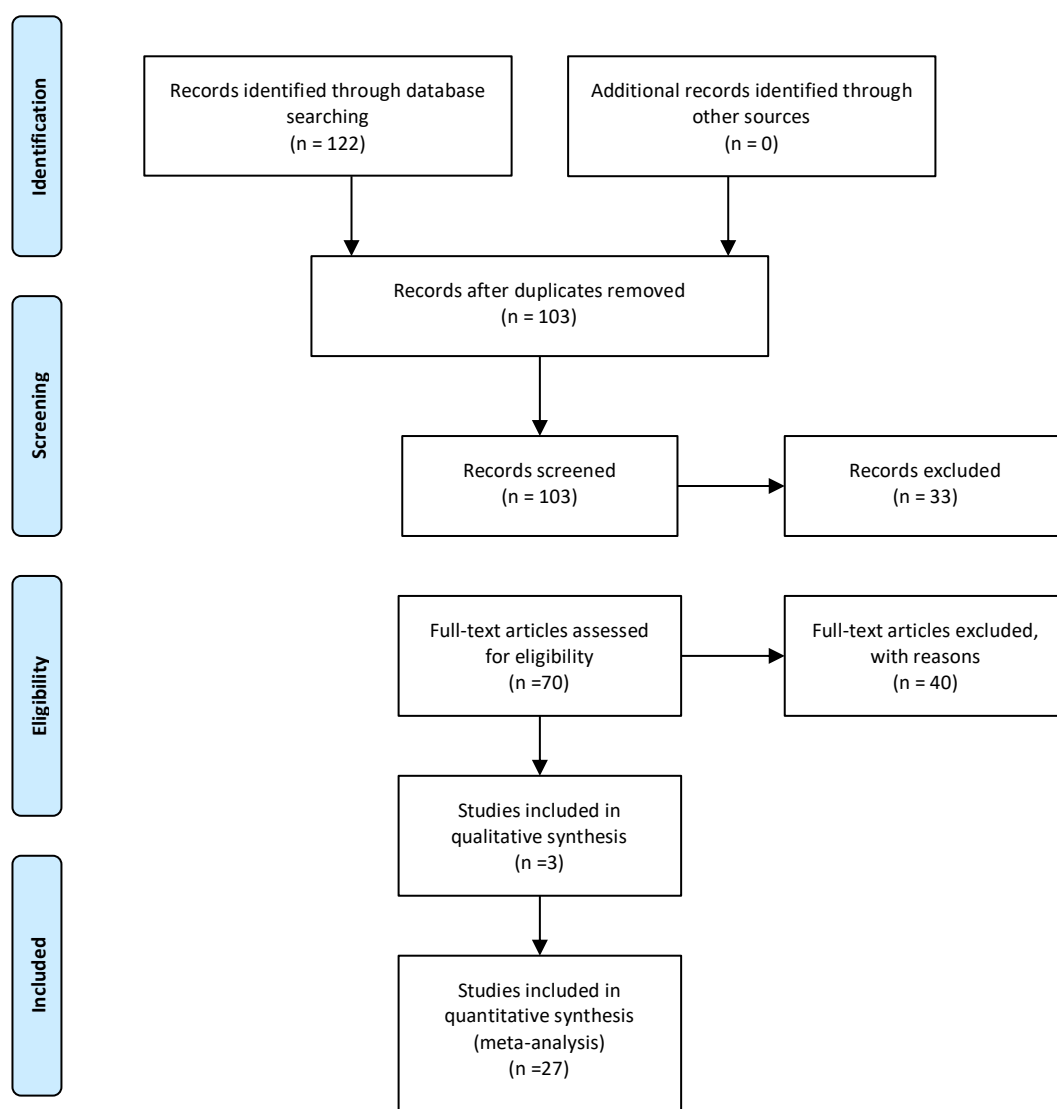 Identification
Records identified through database
searching
(n = 122)
Additional records identified through
other sources
(n = 0)
Records after duplicates removed
(n = 103)
Screening
Records screened
(n = 103)
Records excluded
(n = 33)
Eligibility
Full-text articles assessed
for eligibility
(n =70)
Full-text articles excluded,
with reasons
(n = 40)
Studies included in
qualitative synthesis
(n =3)
Included
Studies included in
quantitative synthesis
(meta-analysis)
(n =27)